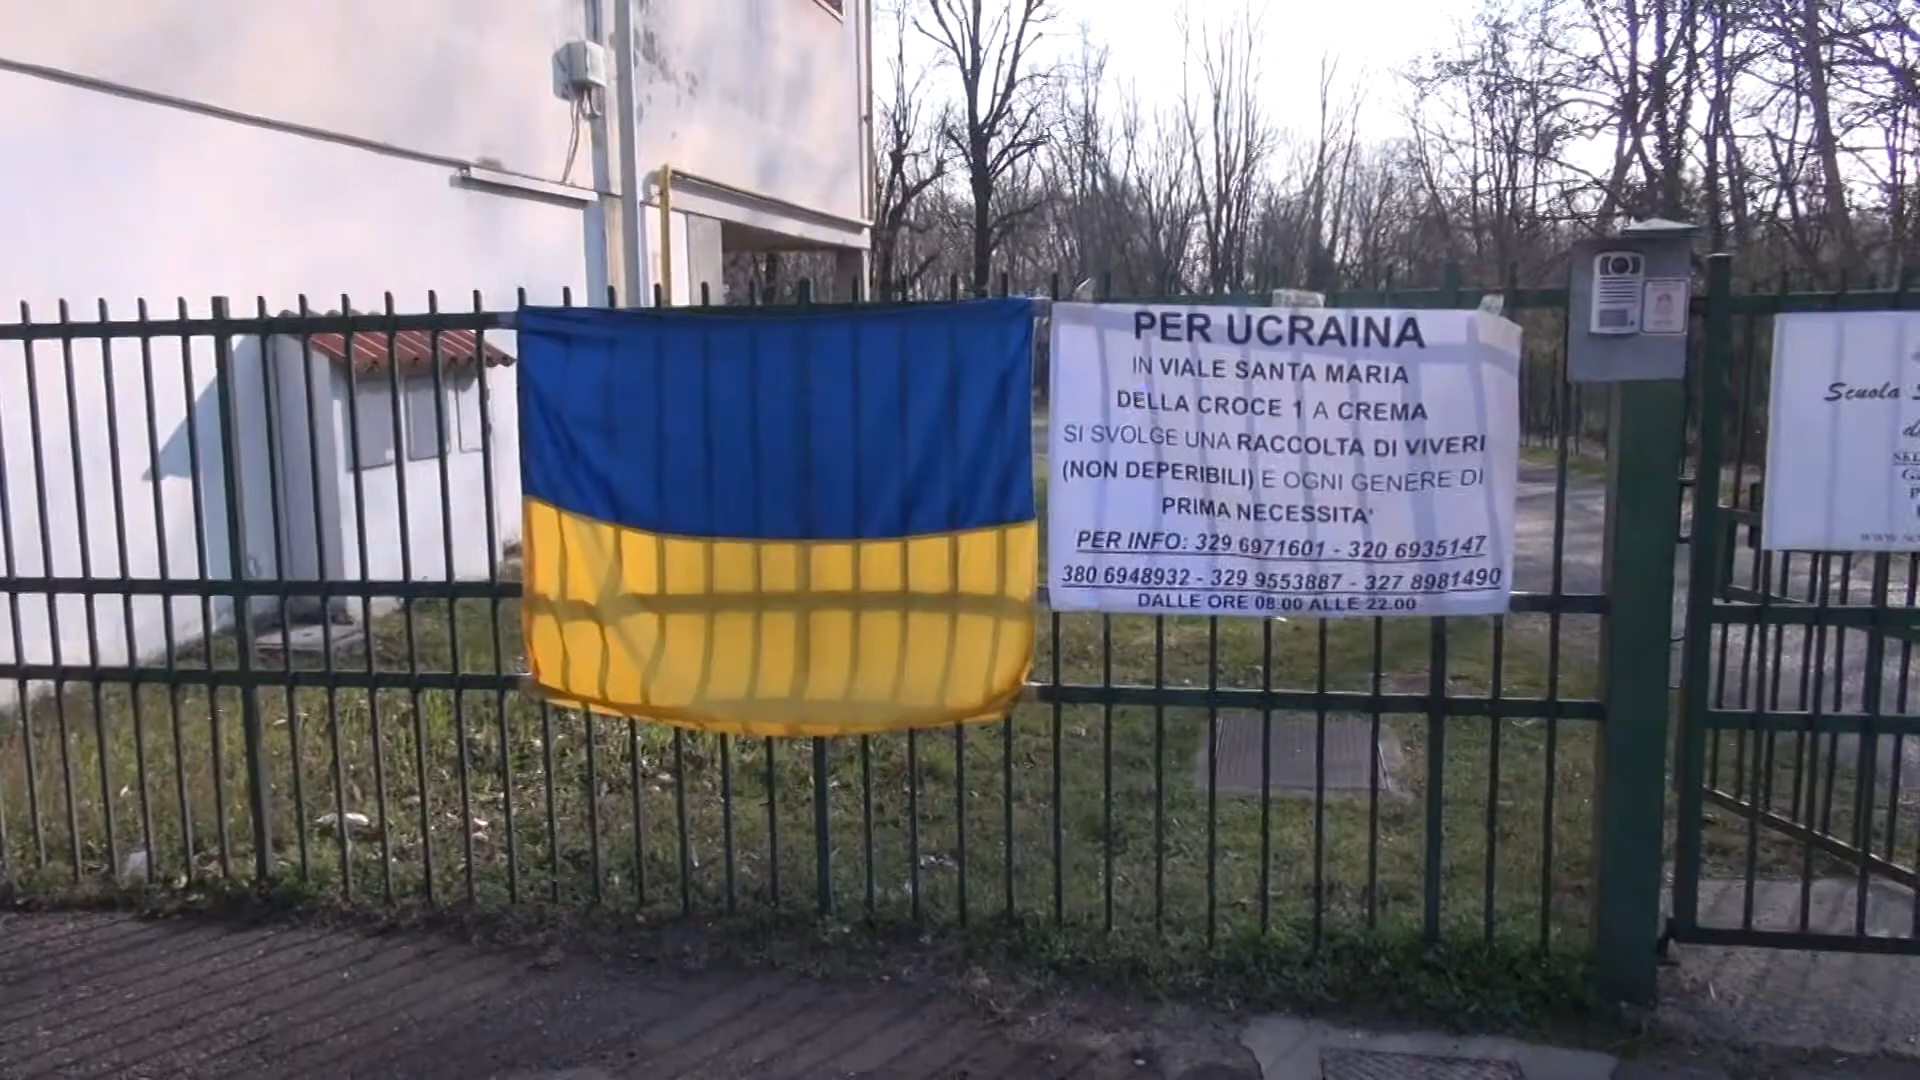 PER UCRAINA
IN VIALE SANTA MARIA
DELLA CROCE 1 A CREMA
SI SVOLGE UNA RACCOLTA DI VIVERI
(NON DEPERIBILI) E OGNI GENERE DI
PRIMA NECESSITA'
PER INFO: 329 6971601 - 320 6935147
380 6948932 - 329 9553887 - 327 8981490
DALLE ORE 08.00 ALLE 22.00
Scuola